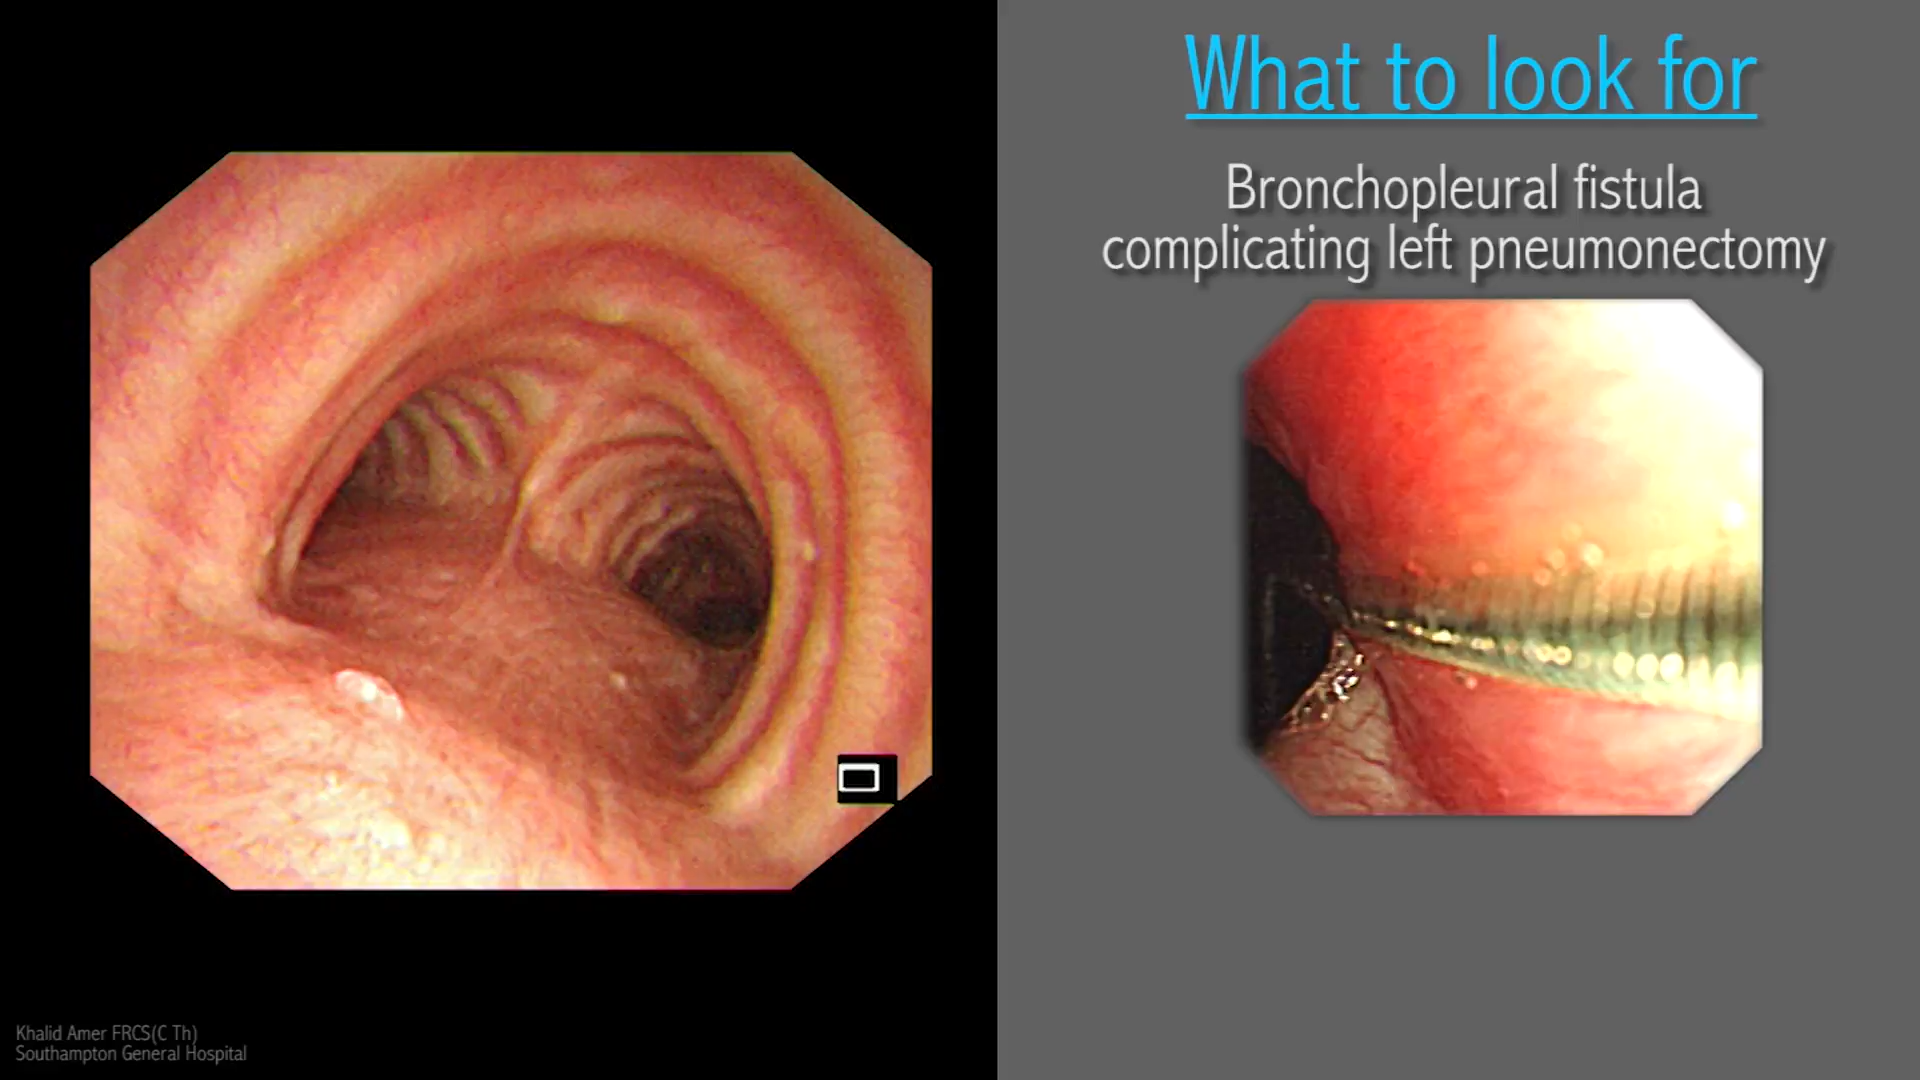 What to look for
Bronchopleural fistula
complicating left pneumonectomy
Khalid Amer FRCS(C Th)
Southampton General Hospital